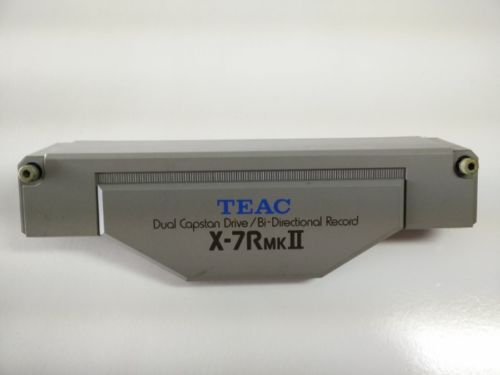 TEAC
Dual Capstan Drive/Bi-Directional Record
X-7RMKII